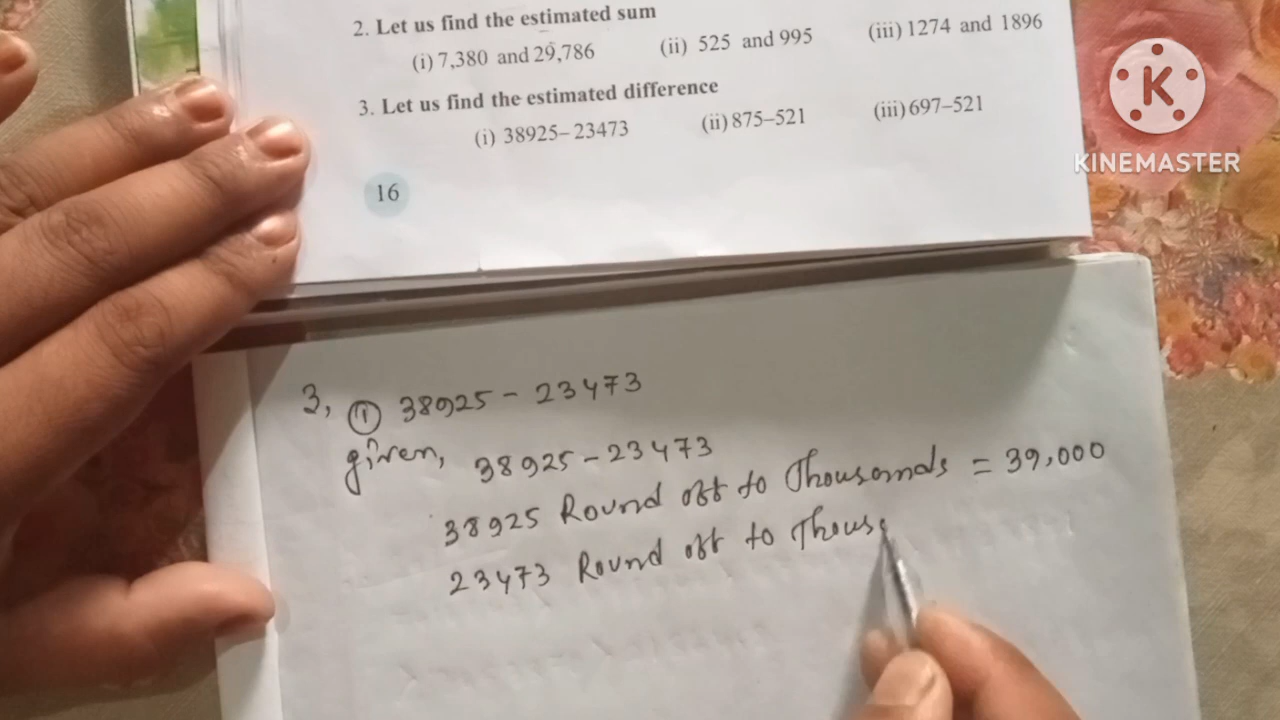 2. Let us find the estimated sum
(i) 7,380 and 29,786 (ii) 525 and 995 (iii) 1274 and 1896
3. Let us find the estimated difference
(i) 38925–23473 (ii) 875–521 (iii) 697–521
16
K
KINEMASTER
3, (i) 38925 - 23473
given, 38925 - 23473
38925 Round off to Thousands = 39,000
23473 Round off to Thous